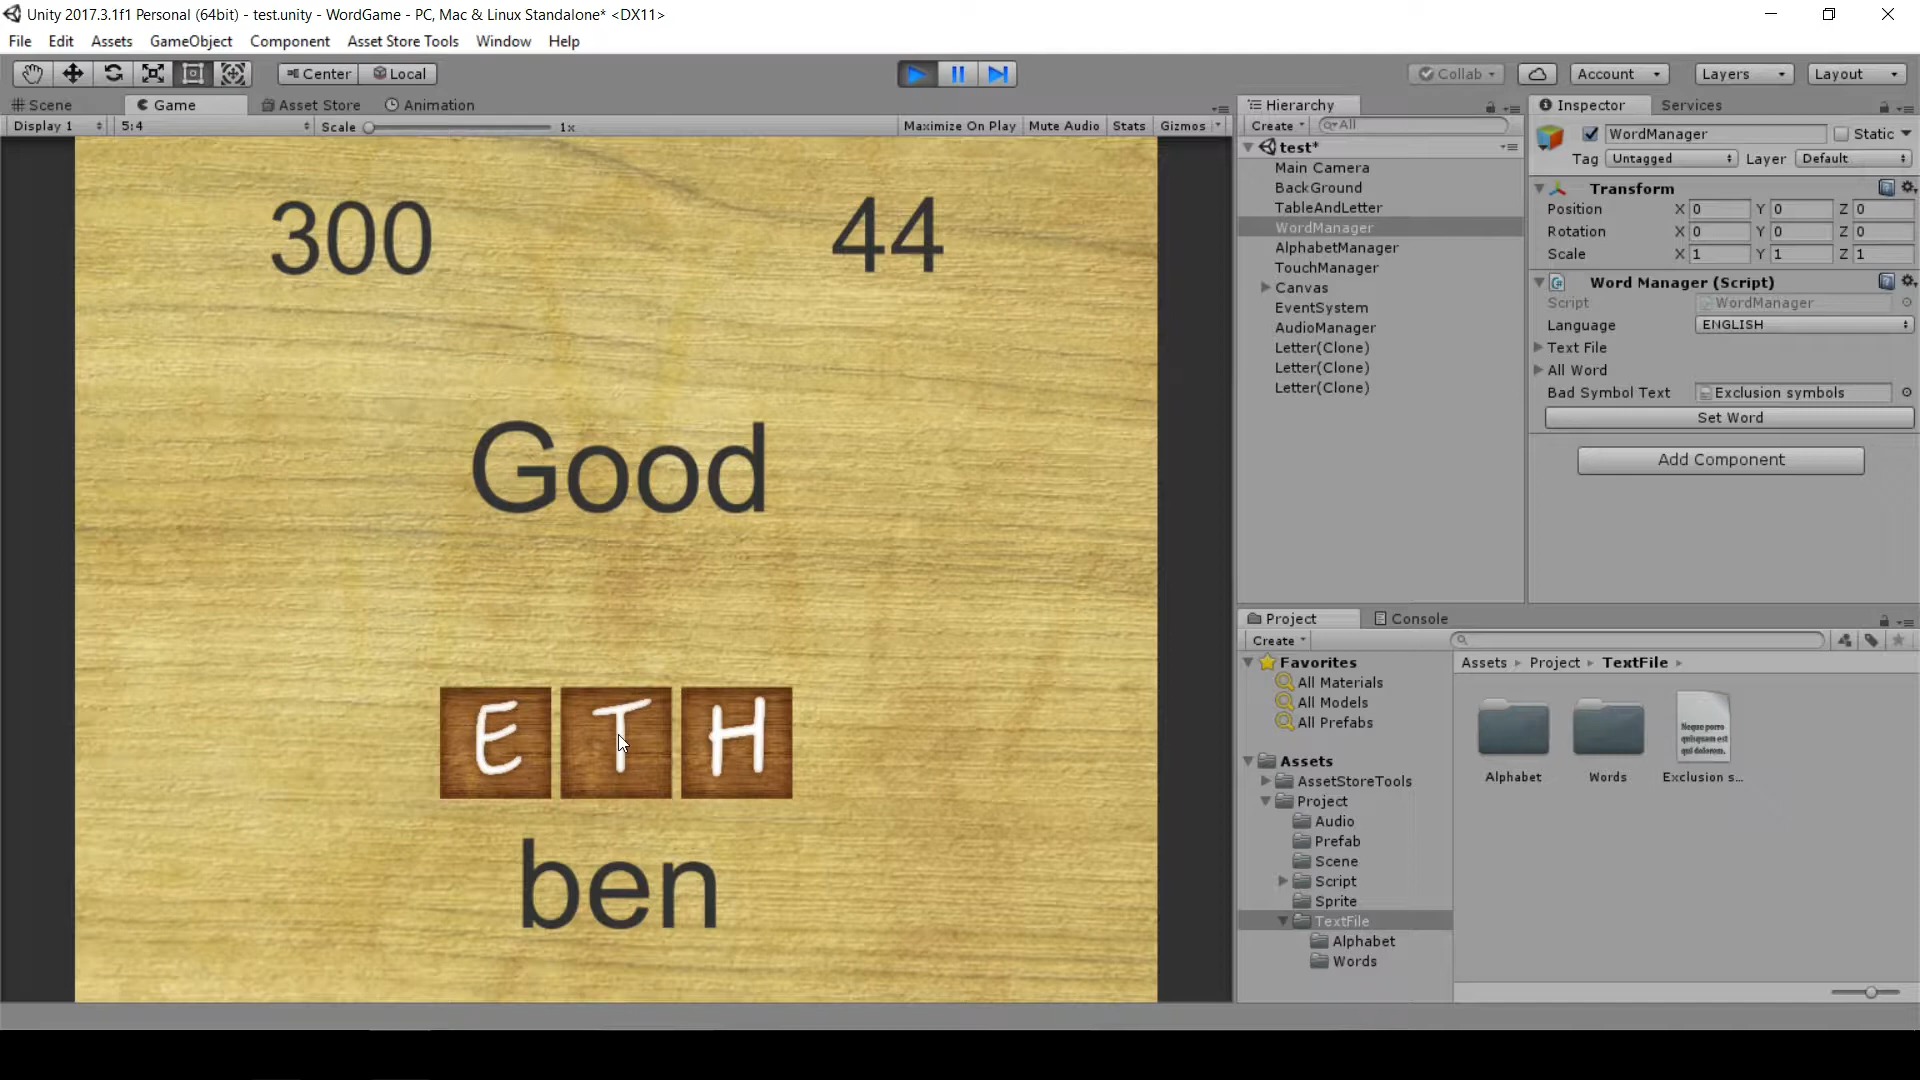 Unity 2017.3.1f1 Personal (64bit) - test.unity - WordGame - PC, Mac & Linux Standalone* <DX11>
File Edit Assets GameObject Component Asset Store Tools Window Help
Center Local Collab Account Layers Layout
Scene Game Asset Store Animation
Display 1 5:4 Scale 1x Maximize On Play Mute Audio Stats Gizmos
300 44
Good
E T H
ben
Hierarchy
Create All
test*
Main Camera
BackGround
TableAndLetter
WordManager
AlphabetManager
TouchManager
Canvas
EventSystem
AudioManager
Letter(Clone)
Letter(Clone)
Letter(Clone)
Inspector Services
WordManager Static
Tag Untagged Layer Default
Transform
Position X 0 Y 0 Z 0
Rotation X 0 Y 0 Z 0
Scale X 1 Y 1 Z 1
Word Manager (Script)
Script WordManager
Language ENGLISH
Text File
All Word
Bad Symbol Text Exclusion symbols
Set Word
Add Component
Project Console
Create
Favorites
All Materials
All Models
All Prefabs
Assets
AssetStoreTools
Project
Audio
Prefab
Scene
Script
Sprite
TextFile
Alphabet
Words
Assets Project TextFile
Neque porro
quisquam est
qui dolorem.
Alphabet Words Exclusion s...